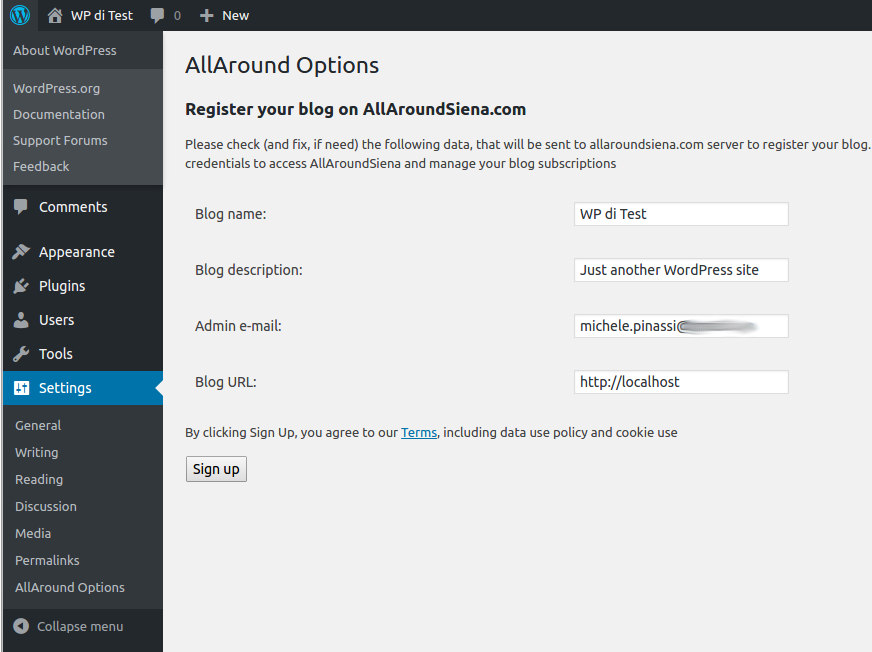 WP di Test 0 New
About WordPress
WordPress.org
Documentation
Support Forums
Feedback
Comments
Appearance
Plugins
Users
Tools
Settings
General
Writing
Reading
Discussion
Media
Permalinks
AllAround Options
Collapse menu
AllAround Options
Register your blog on AllAroundSiena.com
Please check (and fix, if need) the following data, that will be sent to allaroundsiena.com server to register your blog.
credentials to access AllAroundSiena and manage your blog subscriptions
Blog name: WP di Test
Blog description: Just another WordPress site
Admin e-mail: michele.pinassi@
Blog URL: http://localhost
By clicking Sign Up, you agree to our Terms, including data use policy and cookie use
Sign up